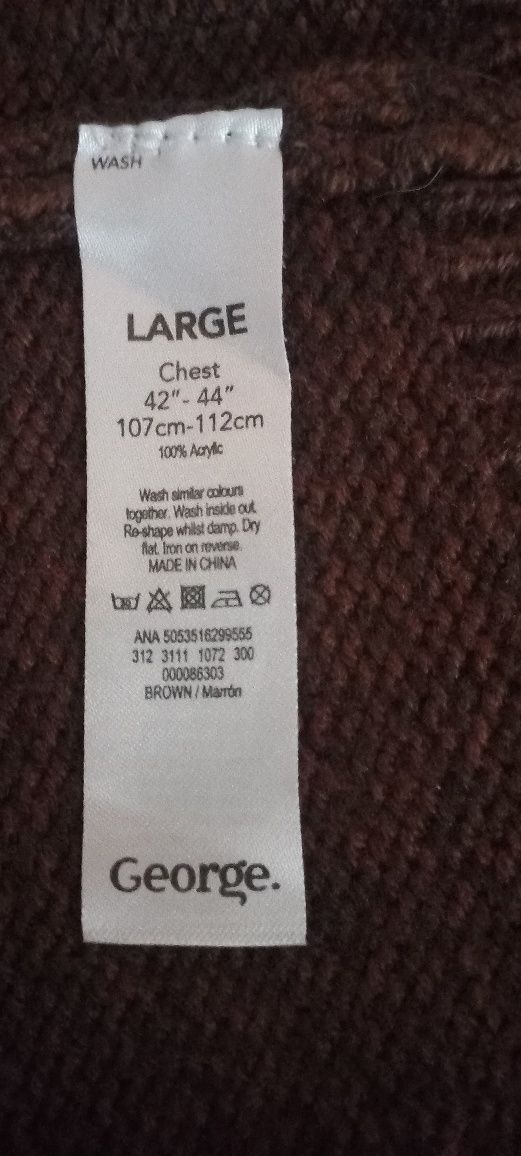 WASH
LARGE
Chest
42"- 44"
107cm-112cm
100% Acrylic
Wash similar colours
together. Wash inside out.
Re-shape whilst damp. Dry
flat. Iron on reverse.
MADE IN CHINA
ANA 5053516299555
312 3111 1072 300
000086303
BROWN / Marrón
George.